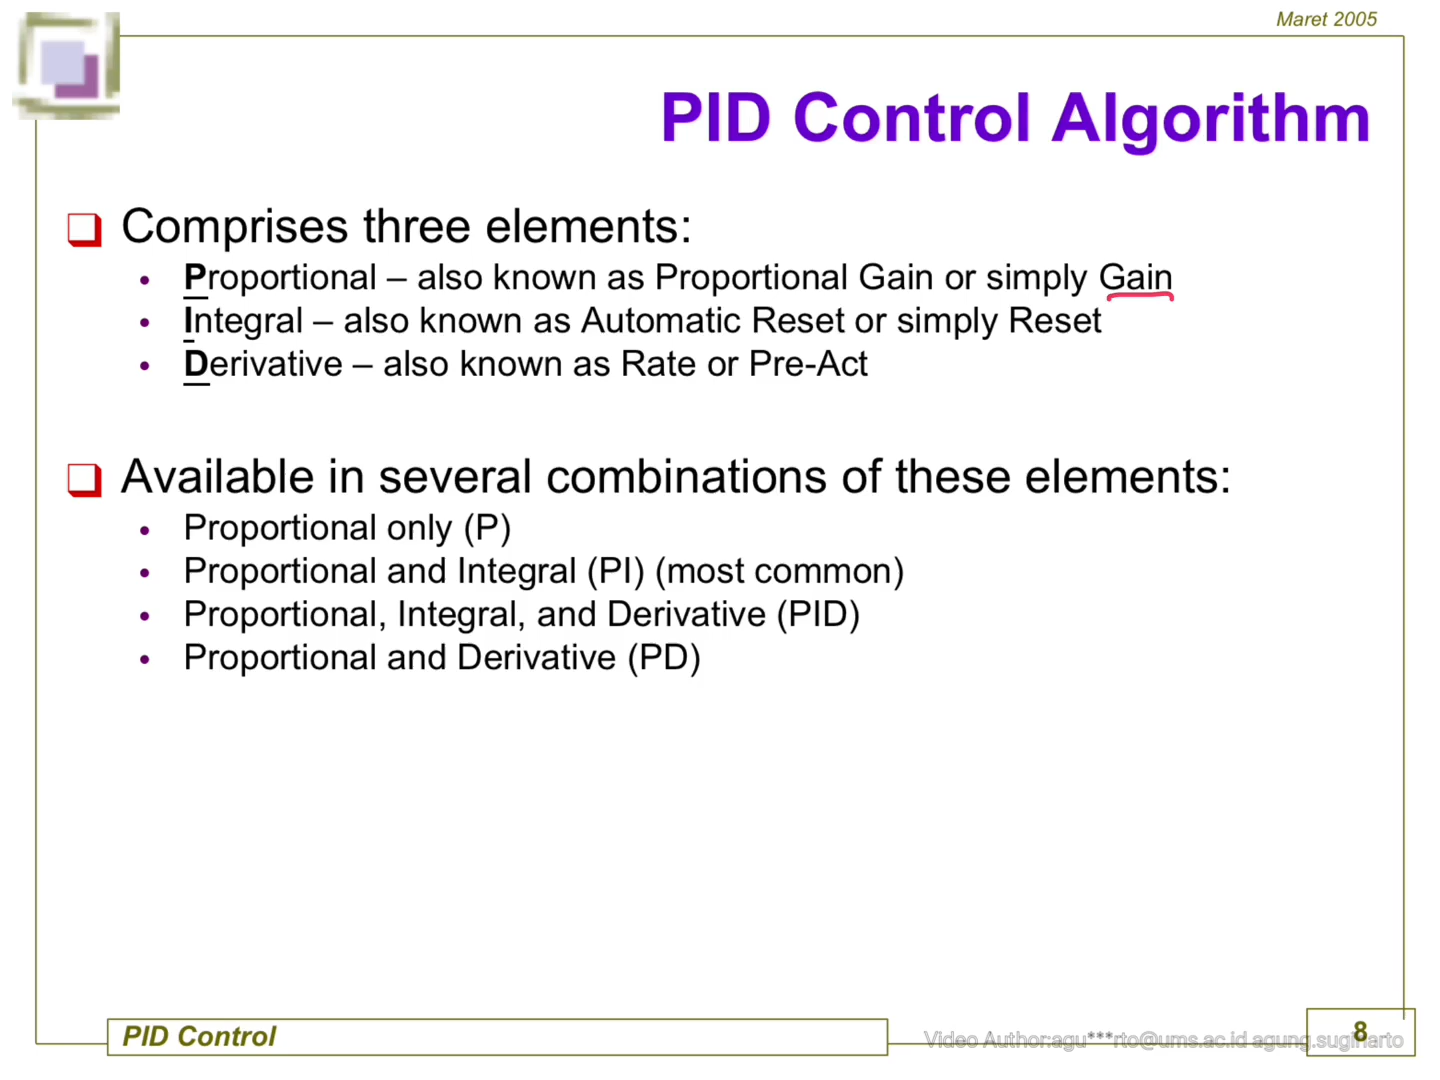 Maret 2005
PID Control Algorithm
Comprises three elements:
Proportional – also known as Proportional Gain or simply Gain
Integral – also known as Automatic Reset or simply Reset
Derivative – also known as Rate or Pre-Act
Available in several combinations of these elements:
Proportional only (P)
Proportional and Integral (PI) (most common)
Proportional, Integral, and Derivative (PID)
Proportional and Derivative (PD)
PID Control
8
Video Author:agu***rto@ums.ac.id agung.sugiharto